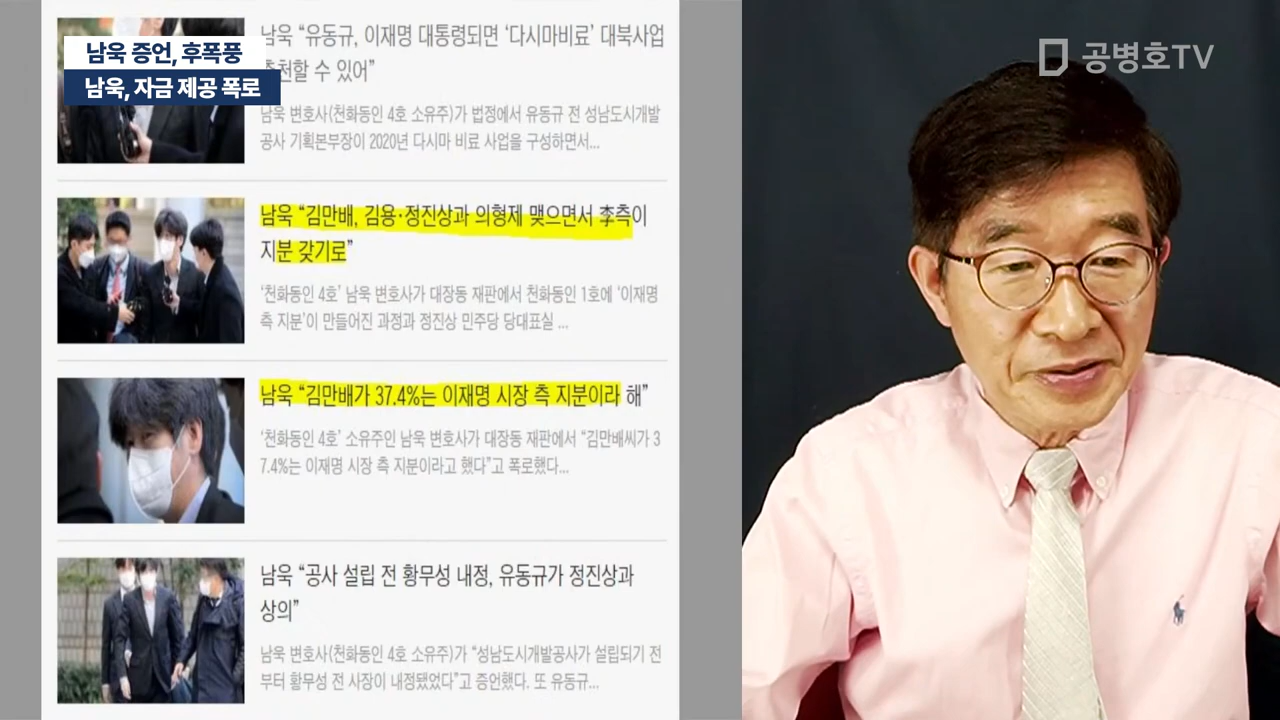 남욱 증언, 후폭풍
남욱, 자금 제공 폭로
공병호TV
남욱 “유동규, 이재명 대통령되면 ‘다시마비료’ 대북사업
추천할 수 있어”
남욱 변호사(천화동인 4호 소유주)가 법정에서 유동규 전 성남도시개발
공사 기획본부장이 2020년 다시마 비료 사업을 구성하면서...
남욱 “김만배, 김용·정진상과 의형제 맺으면서 李측이
지분 갖기로”
‘천화동인 4호’ 남욱 변호사가 대장동 재판에서 천화동인 1호에 ‘이재명
측 지분’이 만들어진 과정과 정진상 민주당 당대표실 ...
남욱 “김만배가 37.4%는 이재명 시장 측 지분이라 해”
‘천화동인 4호’ 소유주인 남욱 변호사가 대장동 재판에서 “김만배씨가 3
7.4%는 이재명 시장 측 지분이라고 했다”고 폭로했다...
남욱 “공사 설립 전 황무성 내정, 유동규가 정진상과
상의”
남욱 변호사(천화동인 4호 소유주)가 “성남도시개발공사가 설립되기 전
부터 황무성 전 사장이 내정됐었다”고 증언했다. 또 유동규...